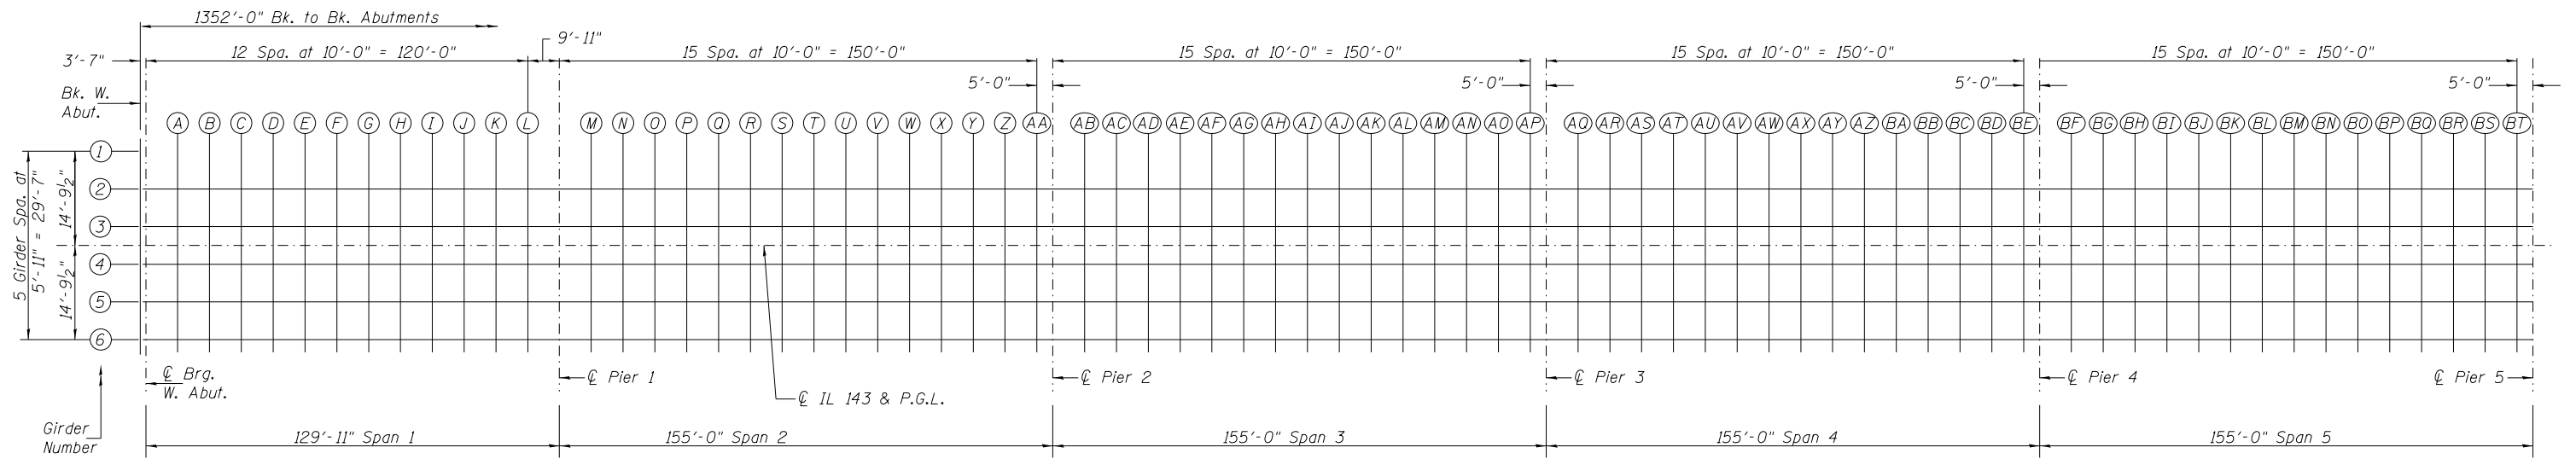 1352'-0" Bk. to Bk. Abutments
3'-7"
12 Spa. at 10'-0" = 120'-0"
9'-11"
15 Spa. at 10'-0" = 150'-0"
15 Spa. at 10'-0" = 150'-0"
15 Spa. at 10'-0" = 150'-0"
15 Spa. at 10'-0" = 150'-0"
5'-0"
5'-0"
5'-0"
5'-0"
Bk. W.
Abut.
A B C D E F G H I J K L M N O P Q R S T U V W X Y Z AA AB AC AD AE AF AG AH AI AJ AK AL AM AN AO AP AQ AR AS AT AU AV AW AX AY AZ BA BB BC BD BE BF BG BH BI BJ BK BL BM BN BO BP BQ BR BS BT
1
2
3
4
5
6
5 Girder Spa. at
5'-11" = 29'-7"
14'-9½"
14'-9½"
℄ Brg.
W. Abut.
℄ Pier 1
℄ IL 143 & P.G.L.
℄ Pier 2
℄ Pier 3
℄ Pier 4
℄ Pier 5
Girder
Number
129'-11" Span 1
155'-0" Span 2
155'-0" Span 3
155'-0" Span 4
155'-0" Span 5